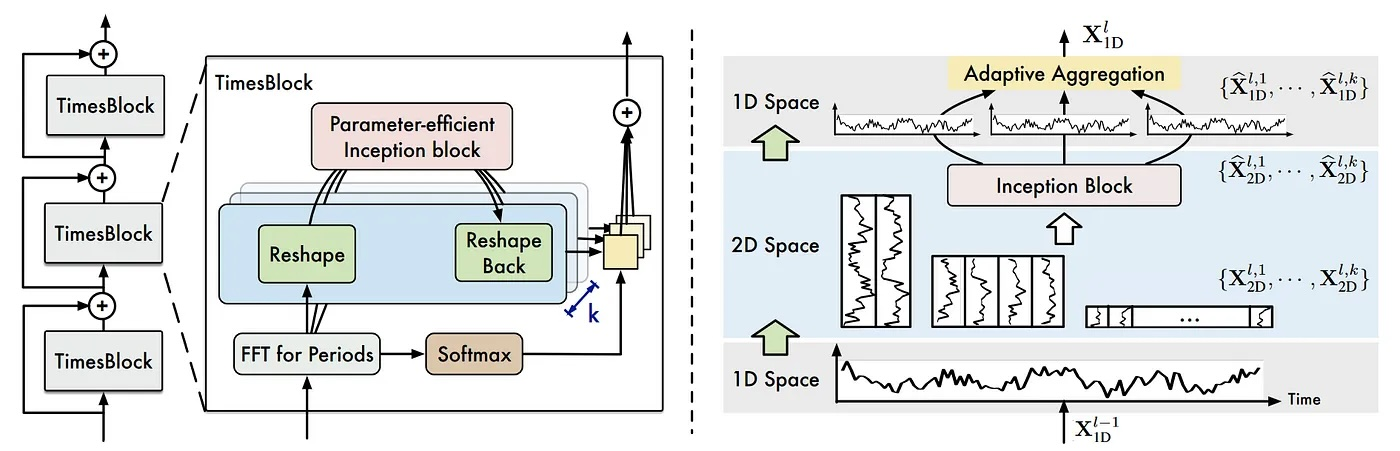 TimesBlock
TimesBlock
TimesBlock
TimesBlock
Parameter-efficient
Inception block
Reshape
Reshape
Back
k
FFT for Periods
Softmax
X^l_1D
Adaptive Aggregation
1D Space
{X̂^{l,1}_1D, ⋯ , X̂^{l,k}_1D}
{X̂^{l,1}_2D, ⋯ , X̂^{l,k}_2D}
Inception Block
2D Space
{X^{l,1}_2D, ⋯ , X^{l,k}_2D}
...
1D Space
Time
X^{l−1}_1D